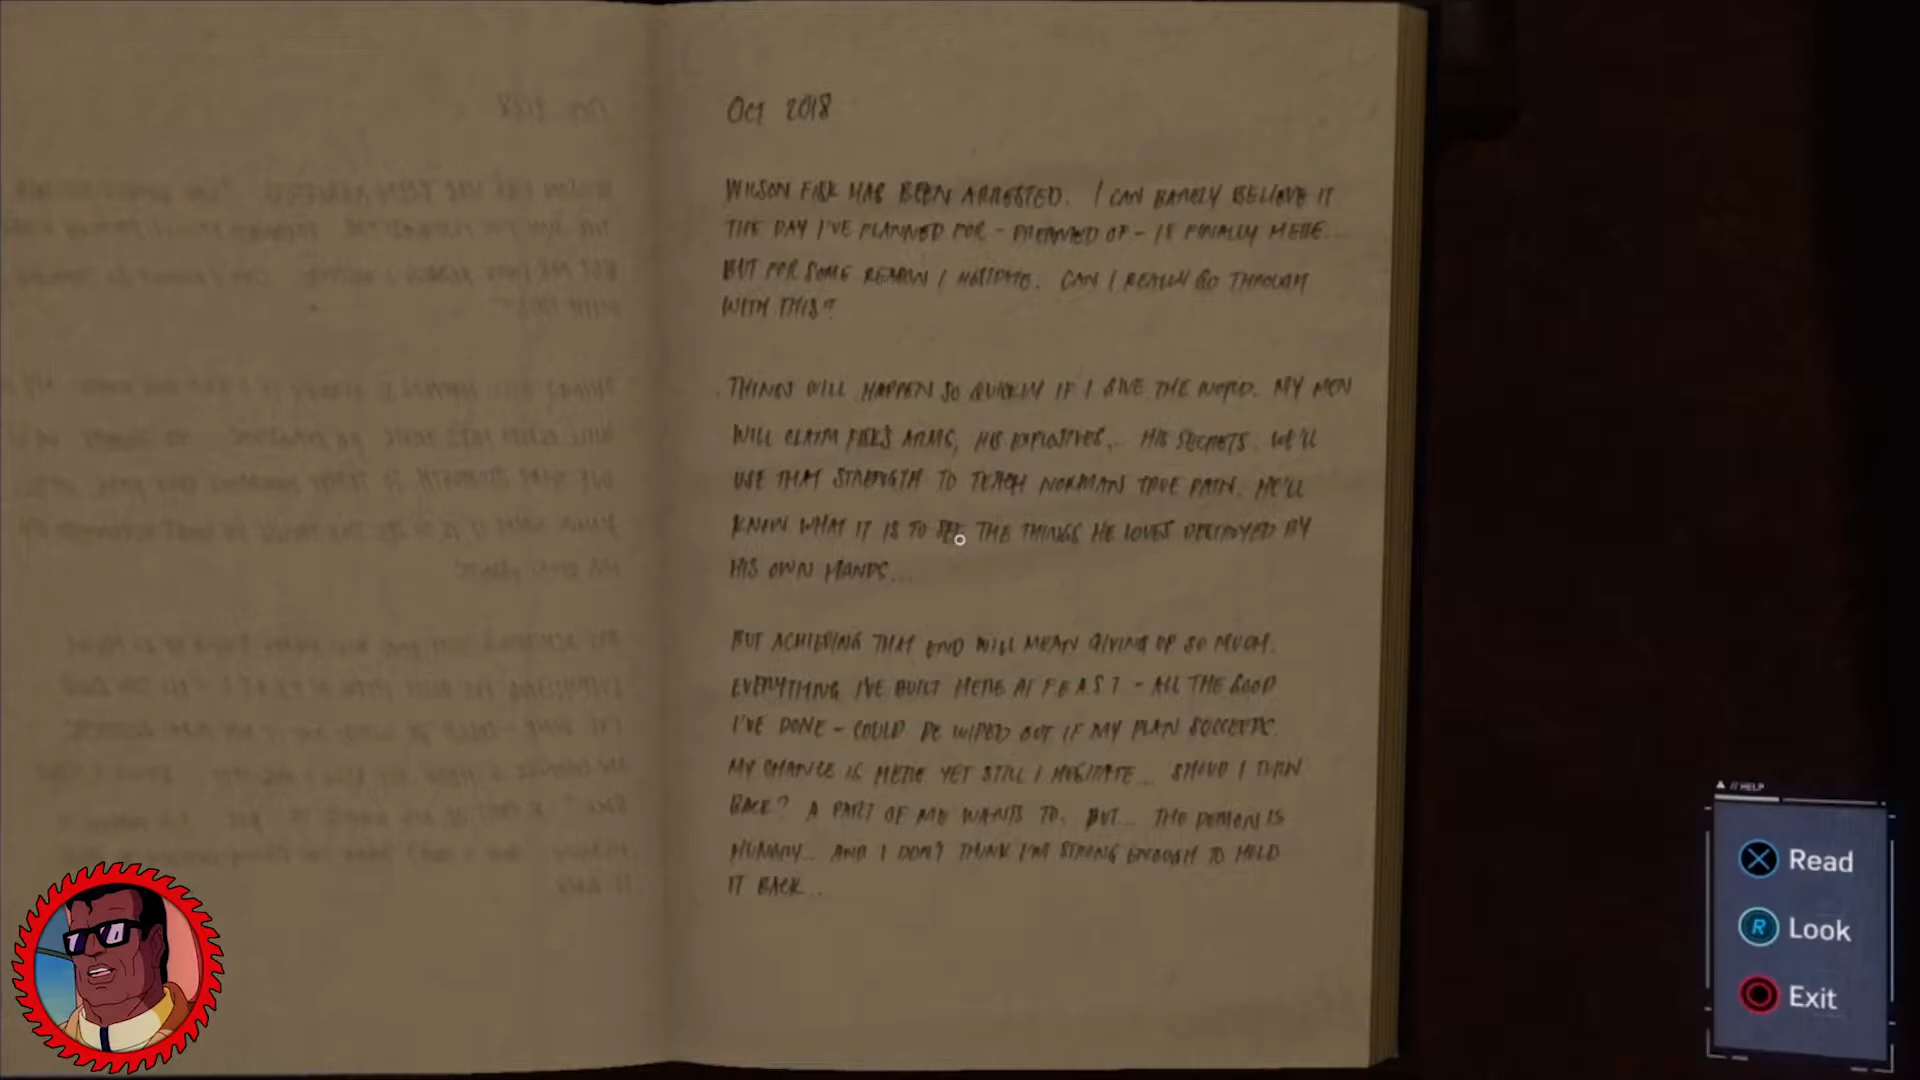 Oct 2018
WILSON FISK HAS BEEN ARRESTED. I CAN BARELY BELIEVE IT
THE DAY I'VE PLANNED FOR - DREAMED OF - IS FINALLY HERE...
BUT FOR SOME REASON I HESITATE. CAN I REALLY GO THROUGH
WITH THIS?
THINGS WILL HAPPEN SO QUICKLY IF I GIVE THE WORD. MY MEN
WILL CLAIM FISK'S ARMS, HIS EXPLOSIVES,... HIS SECRETS. WE'LL
USE THAT STRENGTH TO TEACH NORMAN TRUE PAIN. HE'LL
KNOW WHAT IT IS TO SEE THE THINGS HE LOVES DESTROYED BY
HIS OWN HANDS...
BUT ACHIEVING THAT END WILL MEAN GIVING UP SO MUCH.
EVERYTHING I'VE BUILT HERE AT F.E.A.S.T - ALL THE GOOD
I'VE DONE - COULD BE WIPED OUT IF MY PLAN SUCCEEDS.
MY CHANCE IS HERE YET STILL I HESITATE... SHOULD I TURN
BACK? A PART OF ME WANTS TO. BUT... THE DEMON IS
HUNGRY... AND I DON'T THINK I'M STRONG ENOUGH TO HOLD
IT BACK...
// HELP
Read
R Look
Exit